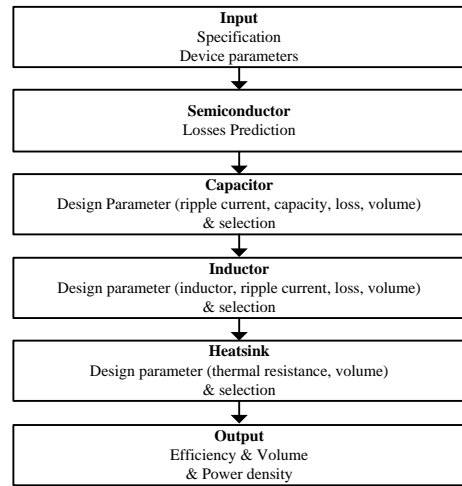 Input
Specification
Device parameters
Semiconductor
Losses Prediction
Capacitor
Design Parameter (ripple current, capacity, loss, volume)
& selection
Inductor
Design parameter (inductor, ripple current, loss, volume)
& selection
Heatsink
Design parameter (thermal resistance, volume)
& selection
Output
Efficiency & Volume
& Power density